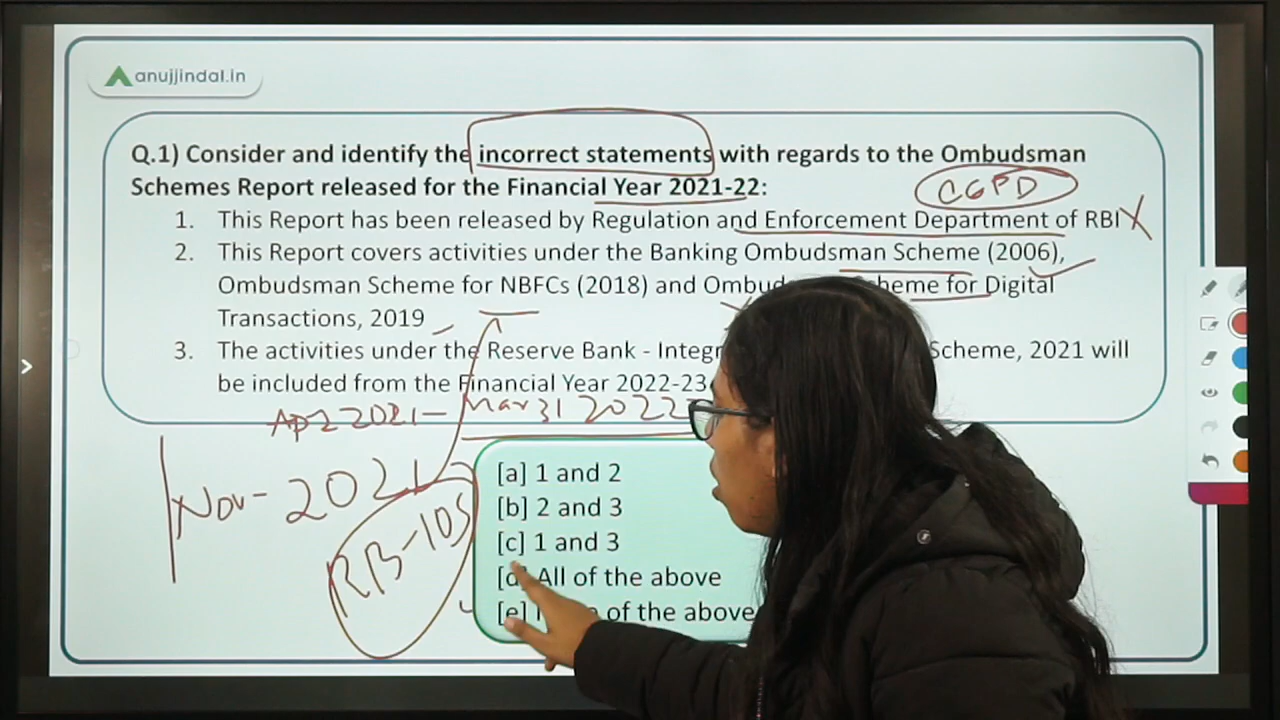 anujjindal.in
Q.1) Consider and identify the incorrect statements with regards to the Ombudsman
Schemes Report released for the Financial Year 2021-22:
CGPD
1. This Report has been released by Regulation and Enforcement Department of RBI X
2. This Report covers activities under the Banking Ombudsman Scheme (2006),
Ombudsman Scheme for NBFCs (2018) and for Digital
Transactions, 2019
3. The activities under the Reserve Bank - Scheme, 2021 will
be included from the Financial Year 2022-23
Apr 2021 - Mar 31 2022
Nov - 2021
RB-IOS
[a] 1 and 2
[b] 2 and 3
[c] 1 and 3
[d] All of the above
[e] of the above